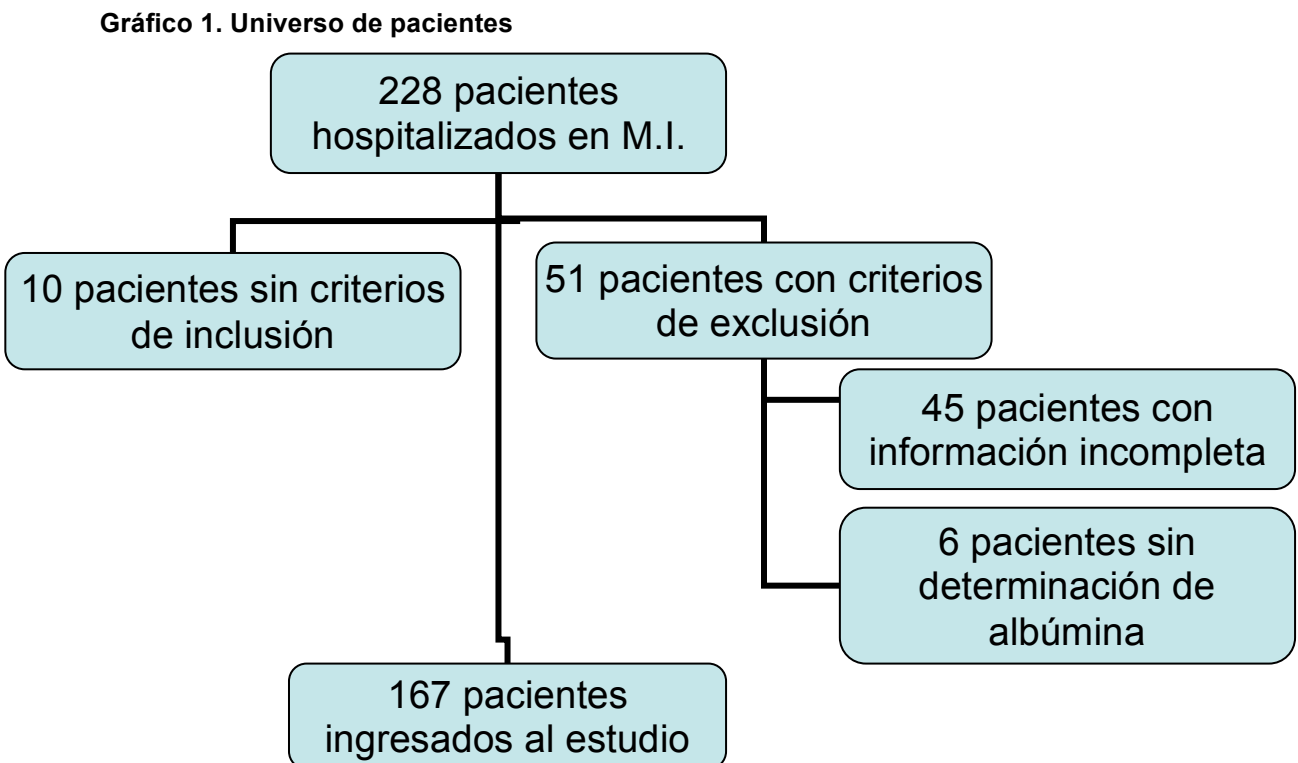 Gráfico 1. Universo de pacientes
228 pacientes
hospitalizados en M.I.
10 pacientes sin criterios
de inclusión
51 pacientes con criterios
de exclusión
45 pacientes con
información incompleta
6 pacientes sin
determinación de
albúmina
167 pacientes
ingresados al estudio